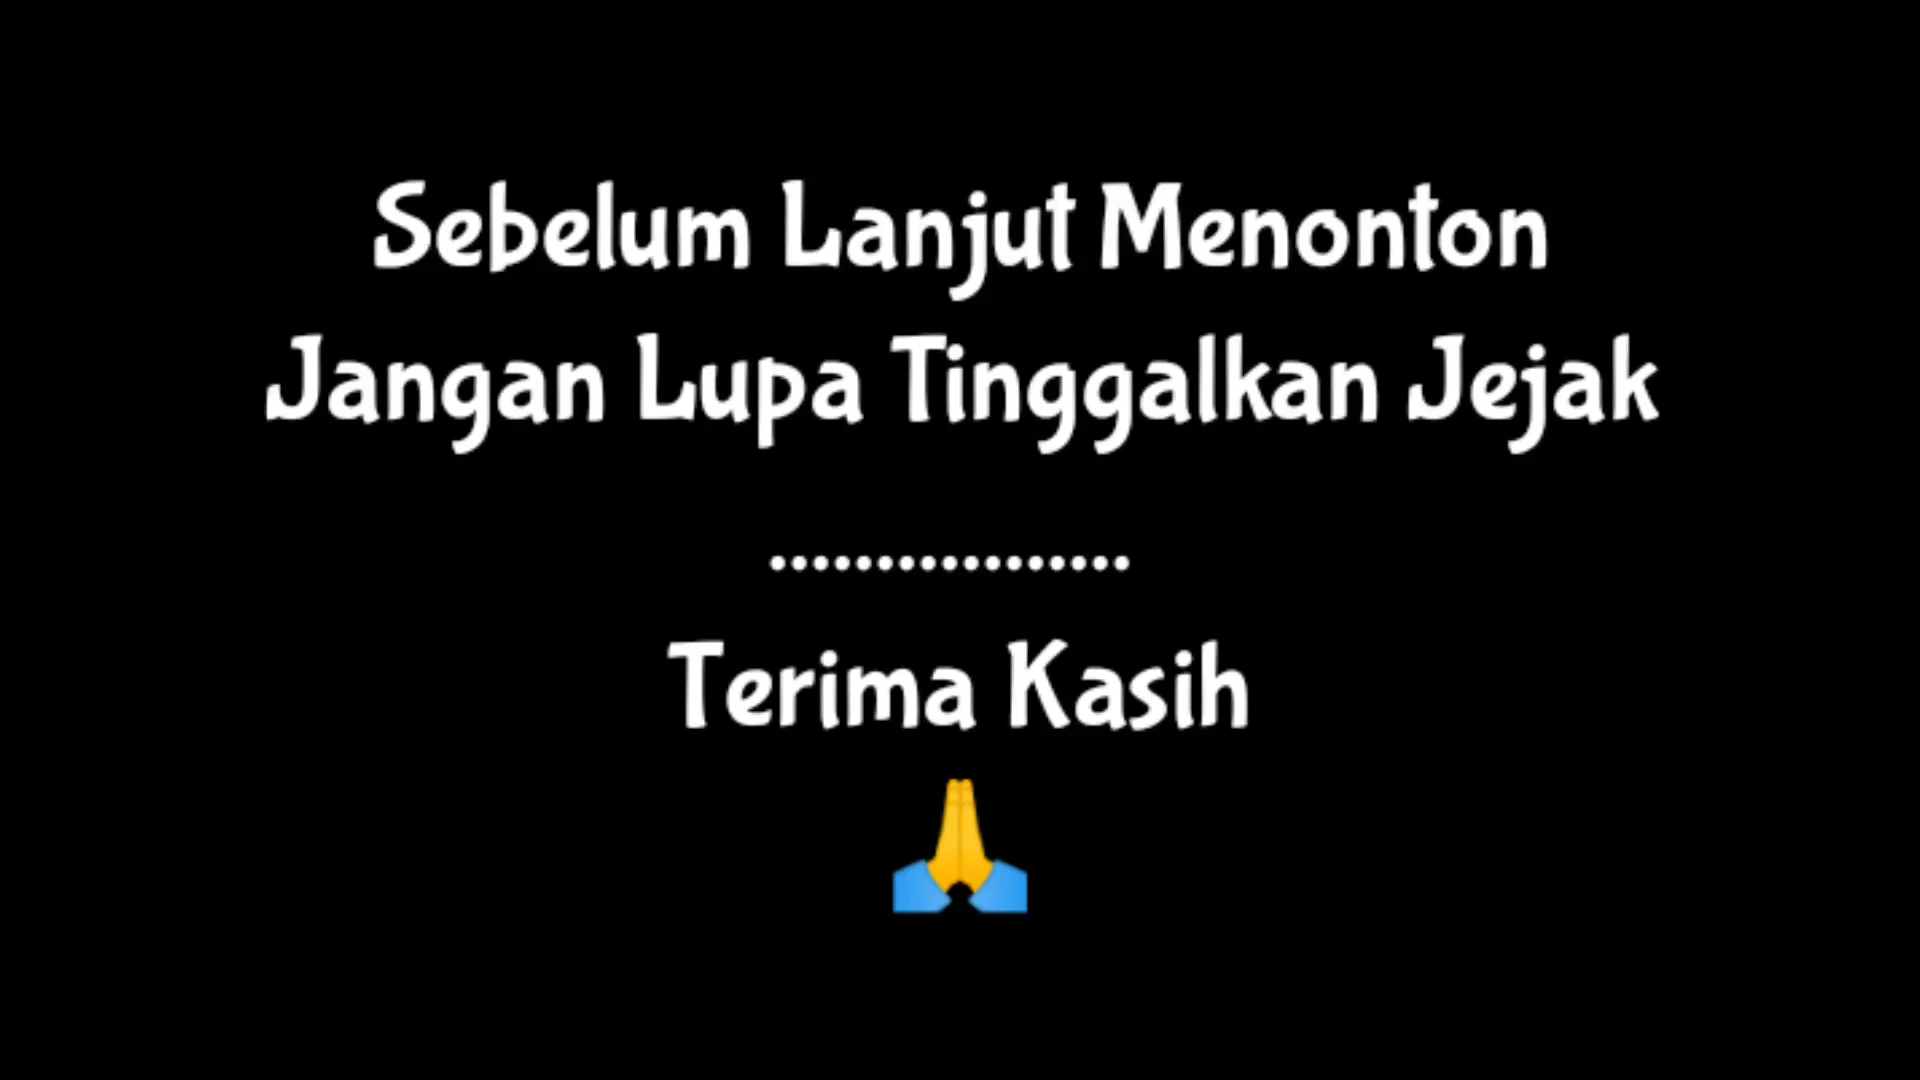 Sebelum Lanjut Menonton
Jangan Lupa Tinggalkan Jejak
.................
Terima Kasih
🙏